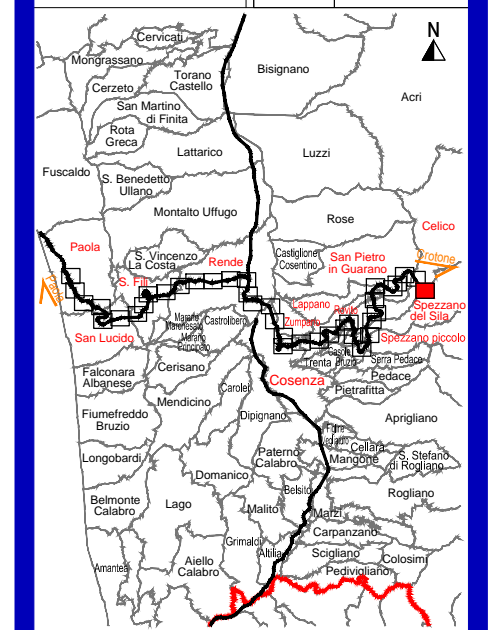 N
Cervicati
Mongrassano
Bisignano
Torano
Castello
Cerzeto
Acri
San Martino
di Finita
Rota
Greca
Lattarico
Luzzi
Fuscaldo
S. Benedetto
Ullano
Montalto Uffugo
Rose
Celico
Paola
S. Vincenzo
La Costa
Rende
Castiglione
Cosentino
San Pietro
in Guarano
Crotone
S. Fili
Paola
Lappano
Rovito
Spezzano
del Sila
Zumpano
Marano
Marchesato
Castrolibero
San Lucido
Marano
Principato
Spezzano piccolo
Casole
Bruzio
Trenta
Serra Pedace
Cerisano
Falconara
Albanese
Cosenza
Pedace
Carolei
Pietrafitta
Mendicino
Fiumefreddo
Bruzio
Dipignano
Aprigliano
Figline
Vegliaturo
Cellara
Mangone
Paterno
Calabro
S. Stefano
di Rogliano
Longobardi
Domanico
Belsito
Rogliano
Belmonte
Calabro
Lago
Malito
Marzi
Carpanzano
Grimaldi
Altilia
Scigliano
Colosimi
Amantea
Aiello
Calabro
Pedivigliano